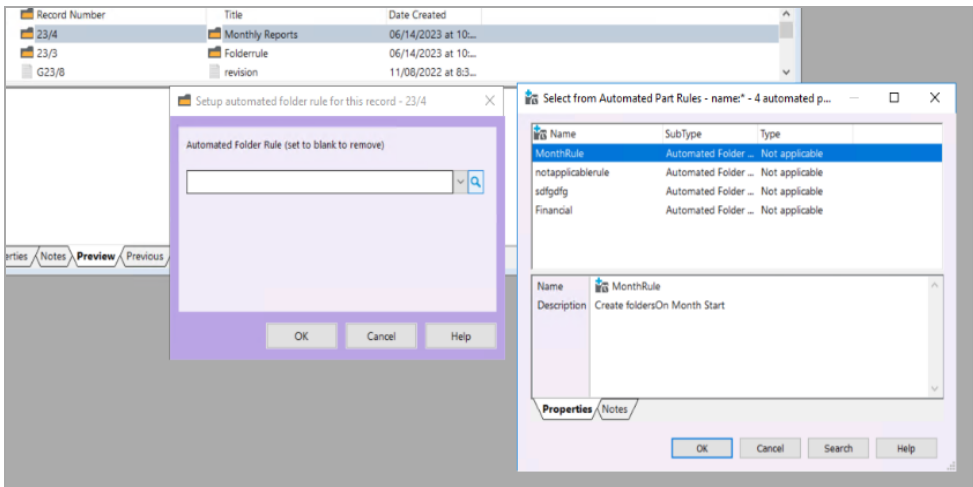 Record Number Title Date Created
23/4 Monthly Reports 06/14/2023 at 10:...
23/3 Folderrule 06/14/2023 at 10:...
G23/8 revision 11/08/2022 at 8:3...
erties Notes Preview Previous
Setup automated folder rule for this record - 23/4
Automated Folder Rule (set to blank to remove)
OK Cancel Help
Select from Automated Part Rules - name:* - 4 automated p...
Name SubType Type
MonthRule Automated Folder ... Not applicable
notapplicablerule Automated Folder ... Not applicable
sdfgdfg Automated Folder ... Not applicable
Financial Automated Folder ... Not applicable
Name MonthRule
Description Create foldersOn Month Start
Properties Notes
OK Cancel Search Help